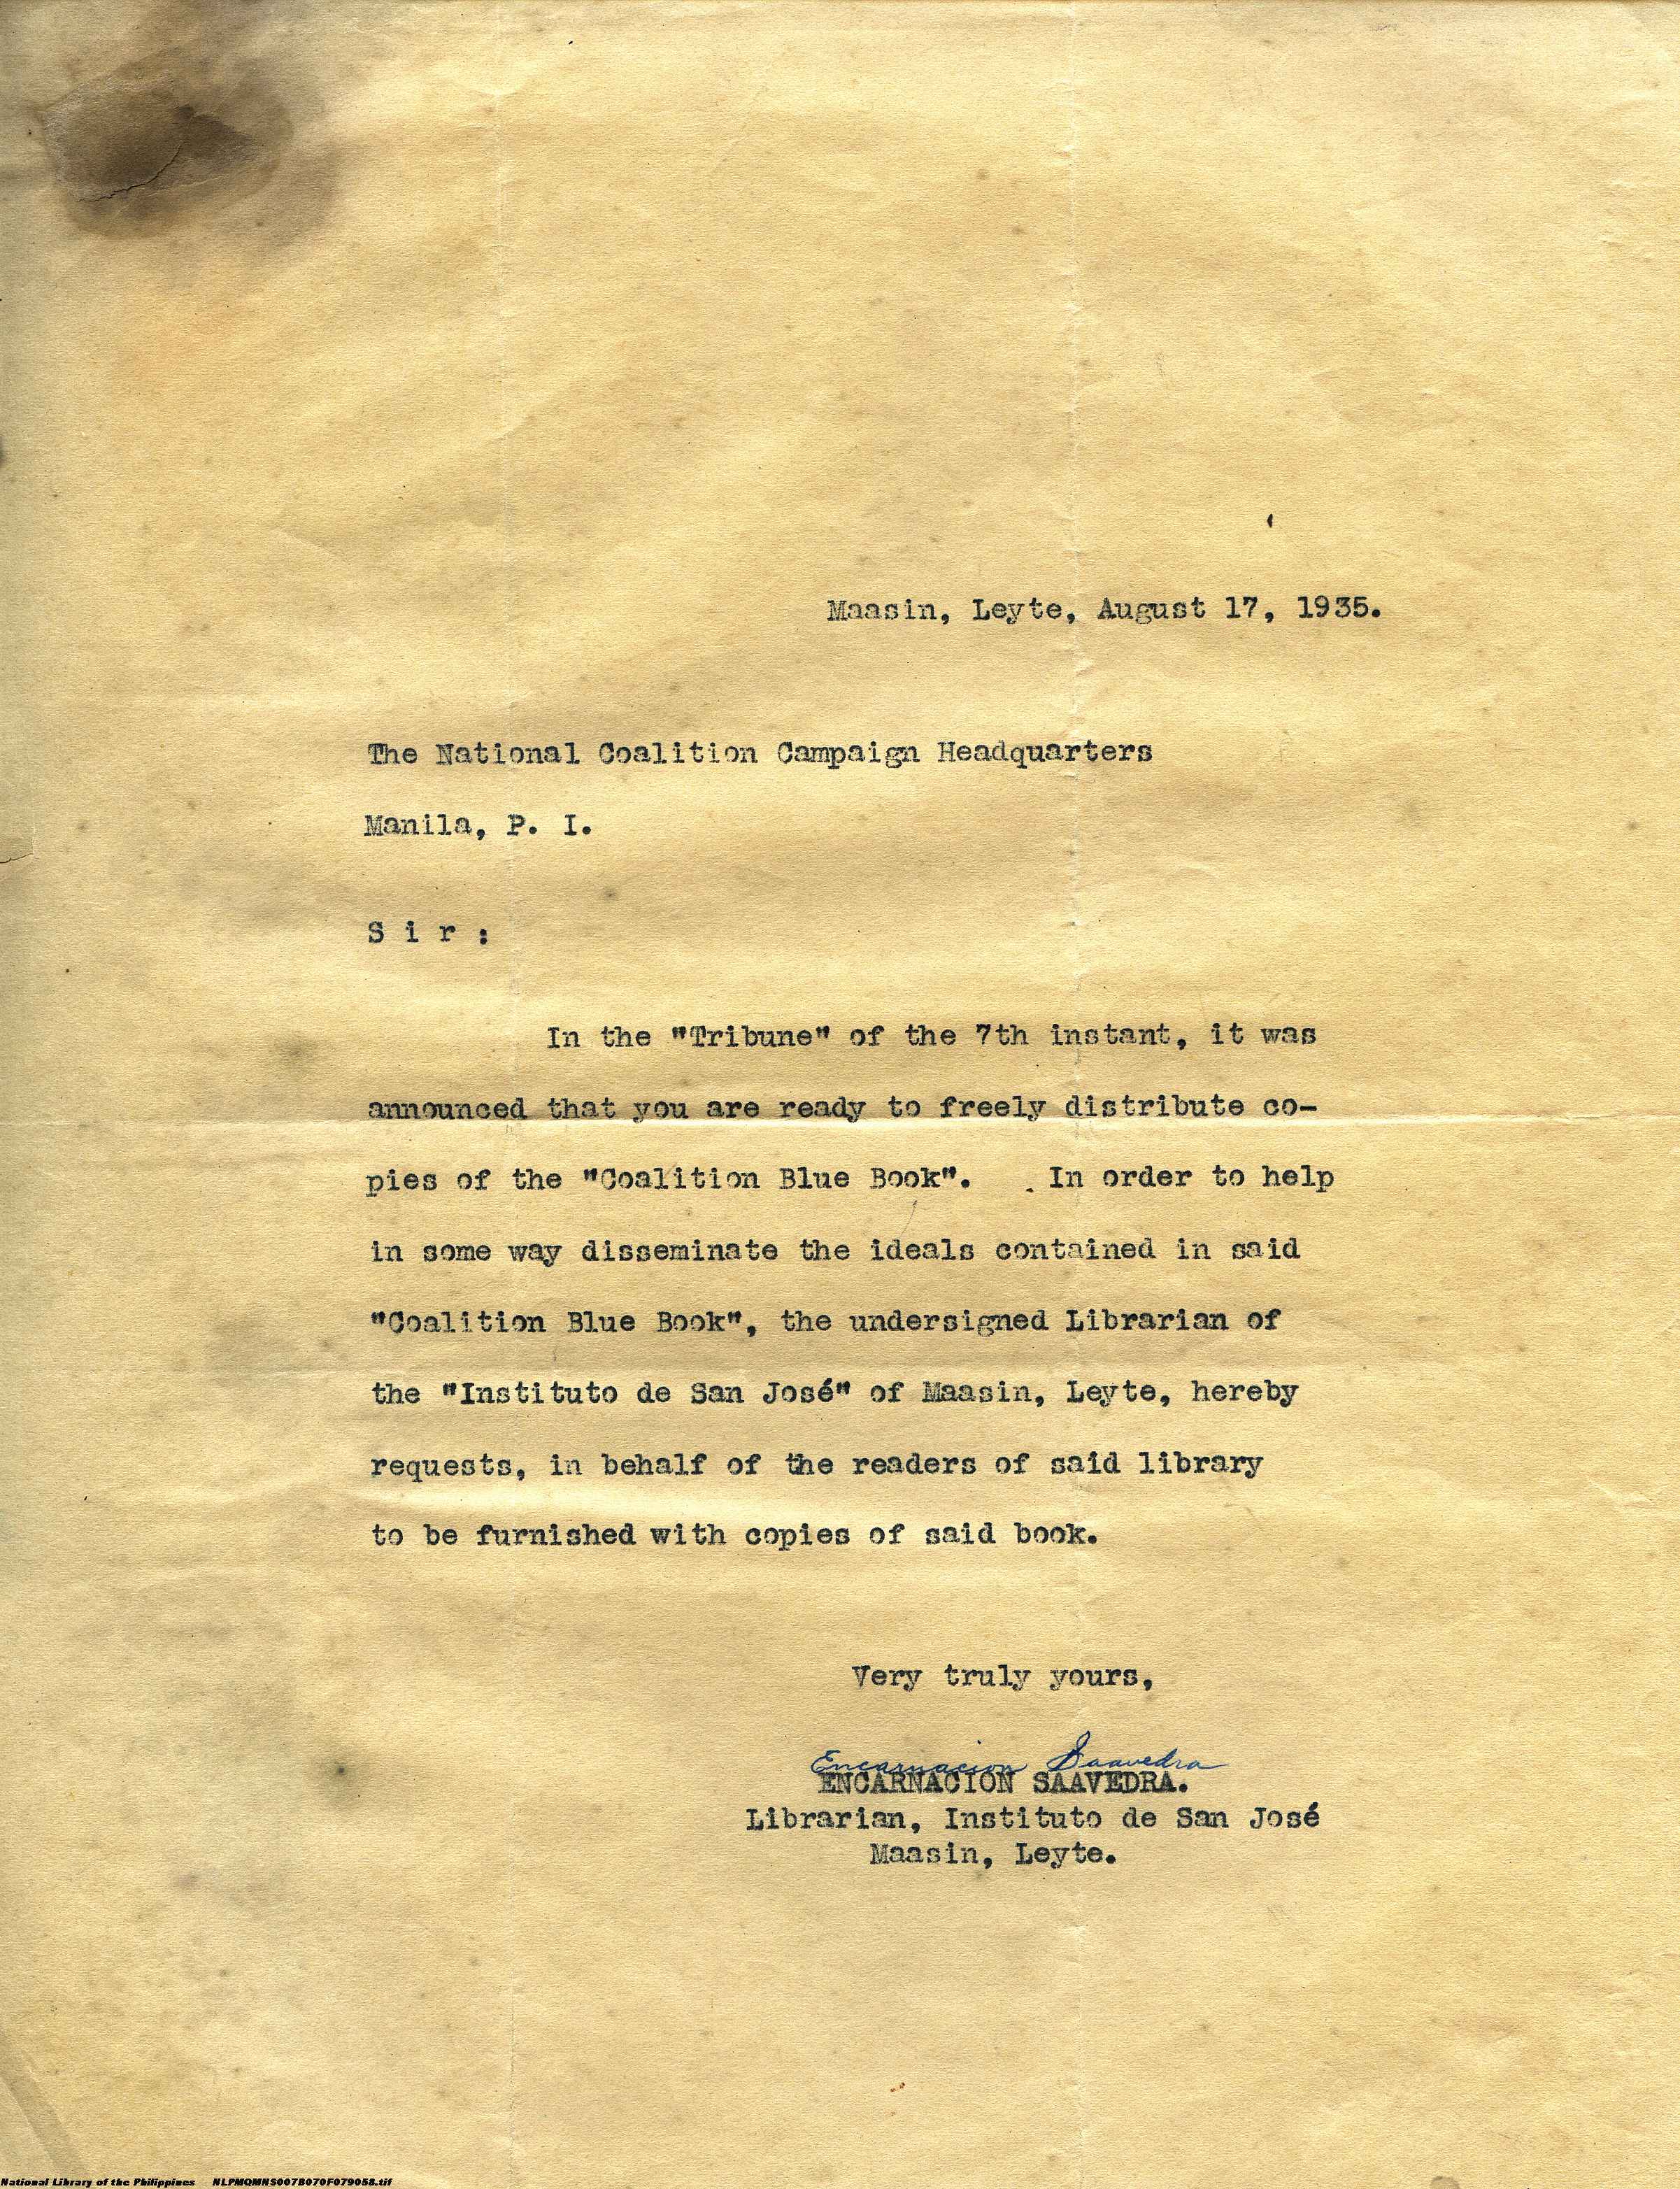 Maasin, Leyte, August 17, 1935.
The National Coalition Campaign Headquarters
Manila, P. I.
S i r :
In the "Tribune" of the 7th instant, it was
announced that you are ready to freely distribute co-
pies of the "Coalition Blue Book". . In order to help
in some way disseminate the ideals contained in said
"Coalition Blue Book", the undersigned Librarian of
the "Instituto de San José" of Maasin, Leyte, hereby
requests, in behalf of the readers of said library
to be furnished with copies of said book.
Very truly yours,
Encarnacion Saavedra
ENCARNACIÓN SAAVEDRA.
Librarian, Instituto de San José
Maasin, Leyte.
National Library of the Philippines NLPMQMNS007B070F079058.tif